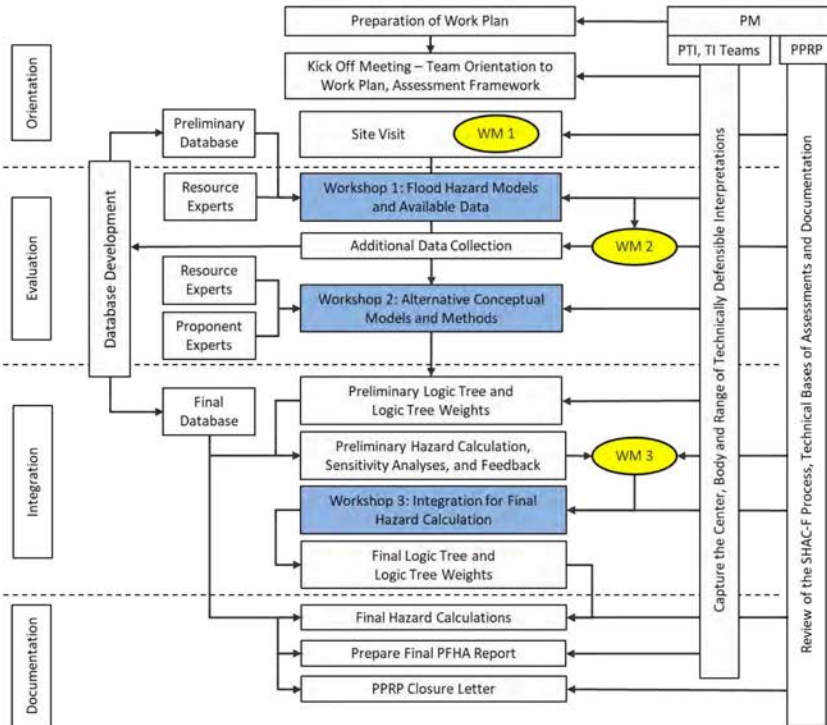 Preparation of Work Plan
PM
PTI, TI Teams
PPRP
Kick Off Meeting – Team Orientation to
Work Plan, Assessment Framework
Orientation
Preliminary
Database
Site Visit
WM 1
Database Development
Evaluation
Resource
Experts
Workshop 1: Flood Hazard Models
and Available Data
Additional Data Collection
WM 2
Resource
Experts
Proponent
Experts
Workshop 2: Alternative Conceptual
Models and Methods
Capture the Center, Body and Range of Technically Defensible Interpretations
Review of the SHAC-F Process, Technical Bases of Assessments and Documentation
Integration
Final
Database
Preliminary Logic Tree and
Logic Tree Weights
Preliminary Hazard Calculation,
Sensitivity Analyses, and Feedback
WM 3
Workshop 3: Integration for Final
Hazard Calculation
Final Logic Tree and
Logic Tree Weights
Documentation
Final Hazard Calculations
Prepare Final PFHA Report
PPRP Closure Letter